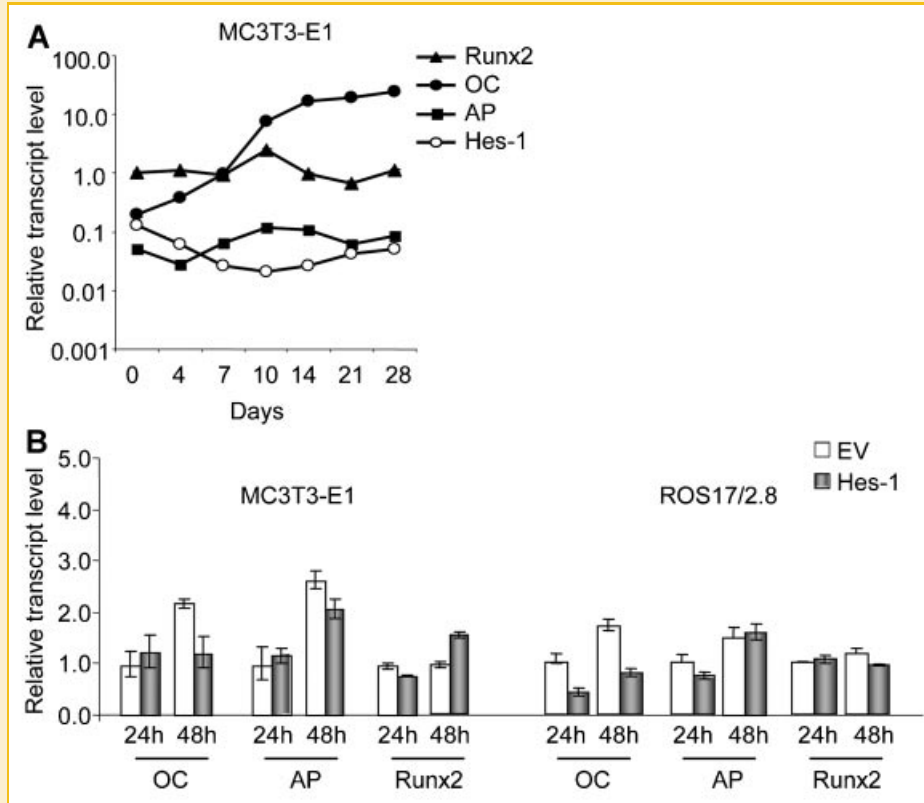 A
MC3T3-E1
Runx2
OC
AP
Hes-1
Relative transcript level
100.0
10.0
1.0
0.1
0.01
0.001
0 4 7 10 14 21 28
Days
B
EV
Hes-1
MC3T3-E1 ROS17/2.8
Relative transcript level
5.0
4.0
3.0
2.0
1.0
0.0
24h 48h 24h 48h 24h 48h 24h 48h 24h 48h 24h 48h
OC AP Runx2 OC AP Runx2